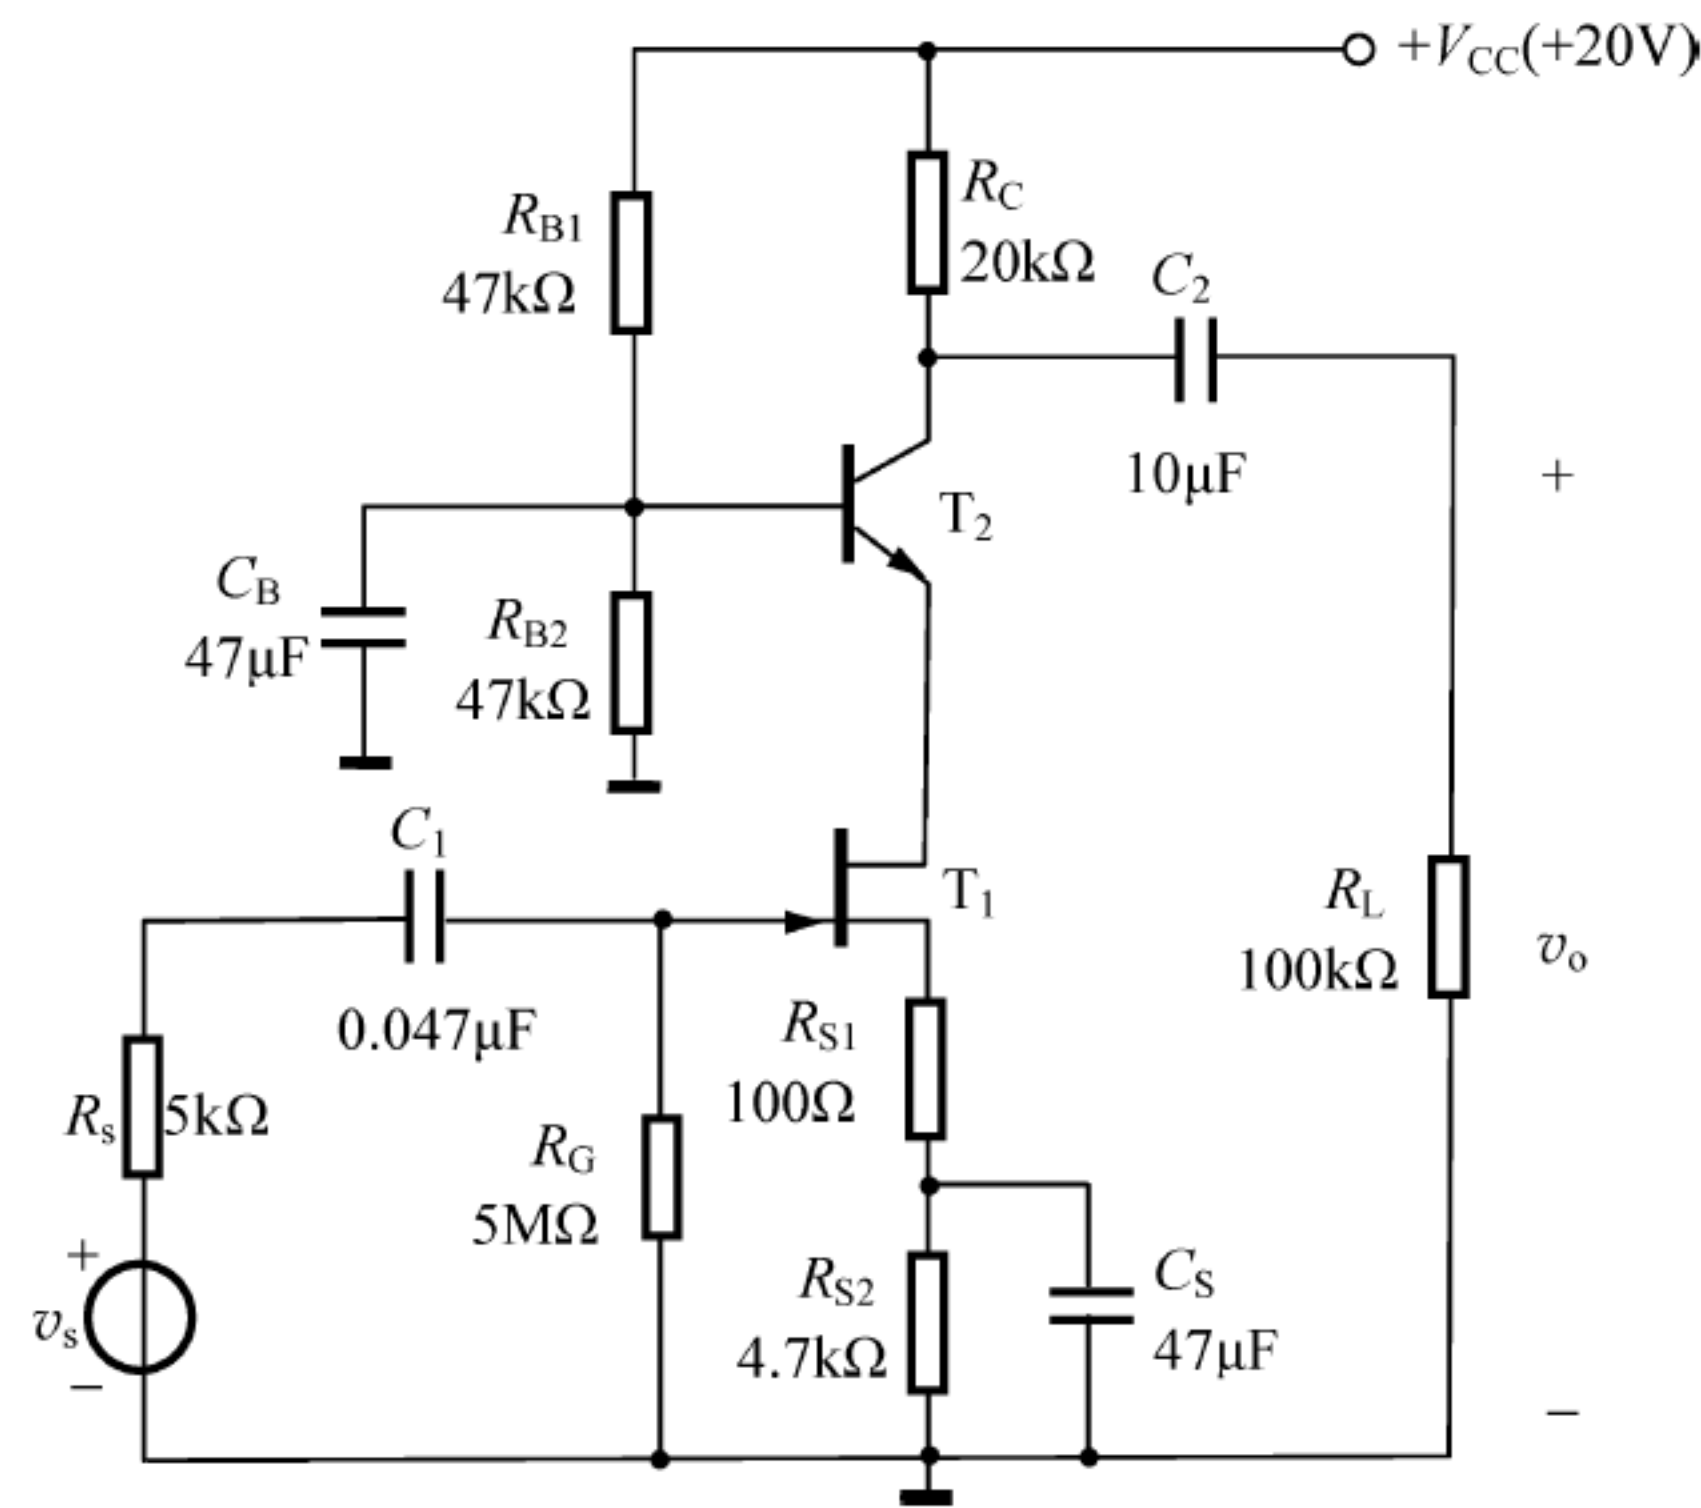 +V_CC(+20V)
R_C
20kΩ
R_B1
47kΩ
C_2
10μF
T_2
+
C_B
47μF
R_B2
47kΩ
C_1
0.047μF
T_1
R_L
100kΩ
v_o
R_S1
100Ω
R_s 5kΩ
R_G
5MΩ
+
v_s
−
R_S2
4.7kΩ
C_S
47μF
−